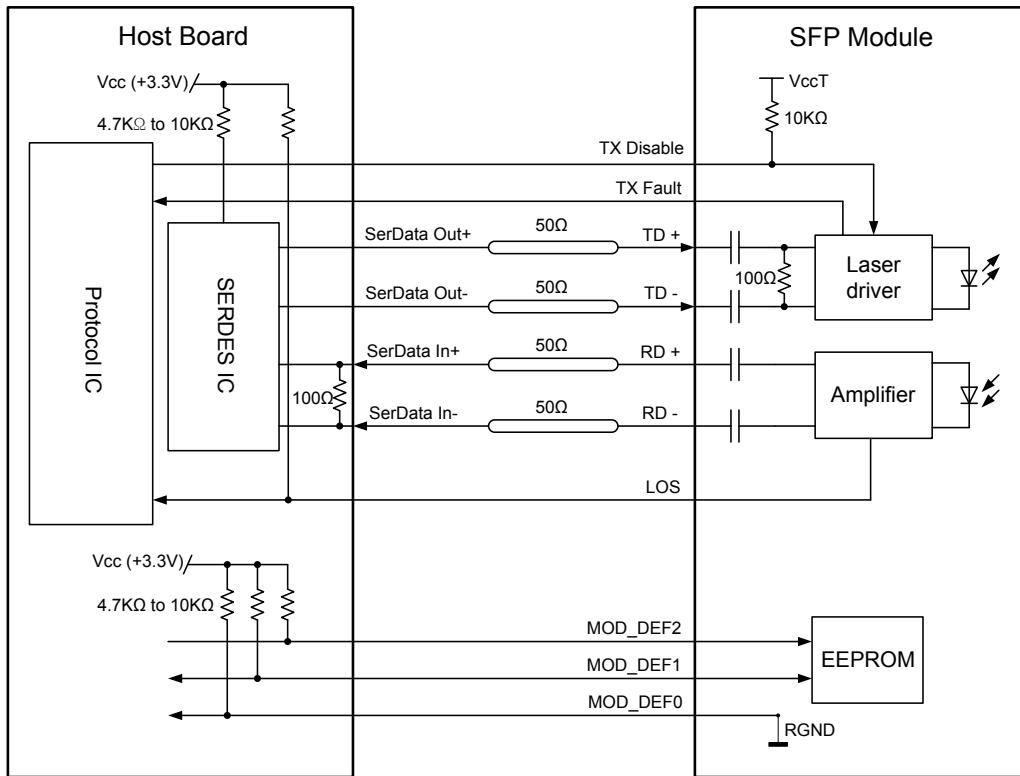 Host Board
SFP Module
Vcc (+3.3V)
4.7KΩ to 10KΩ
VccT
10KΩ
TX Disable
TX Fault
SerData Out+
50Ω
TD +
SerData Out-
50Ω
TD -
100Ω
Laser
driver
Protocol IC
SERDES IC
SerData In+
50Ω
RD +
100Ω
SerData In-
50Ω
RD -
Amplifier
LOS
Vcc (+3.3V)
4.7KΩ to 10KΩ
MOD_DEF2
MOD_DEF1
MOD_DEF0
EEPROM
RGND